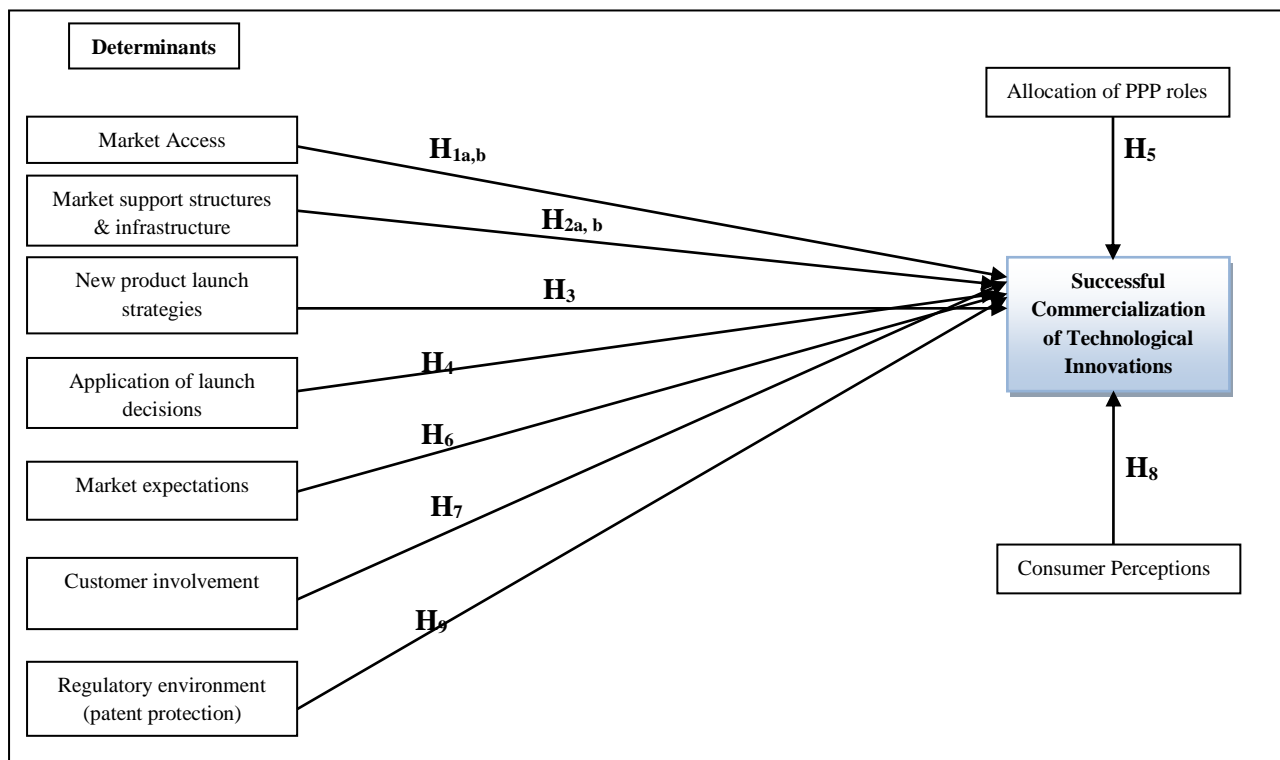 Determinants
Allocation of PPP roles
Market Access
H1a,b
H5
Market support structures
& infrastructure
H2a, b
New product launch
strategies
H3
Successful
Commercialization
of Technological
Innovations
Application of launch
decisions
H4
Market expectations
H6
H8
Customer involvement
H7
Consumer Perceptions
Regulatory environment
(patent protection)
H9